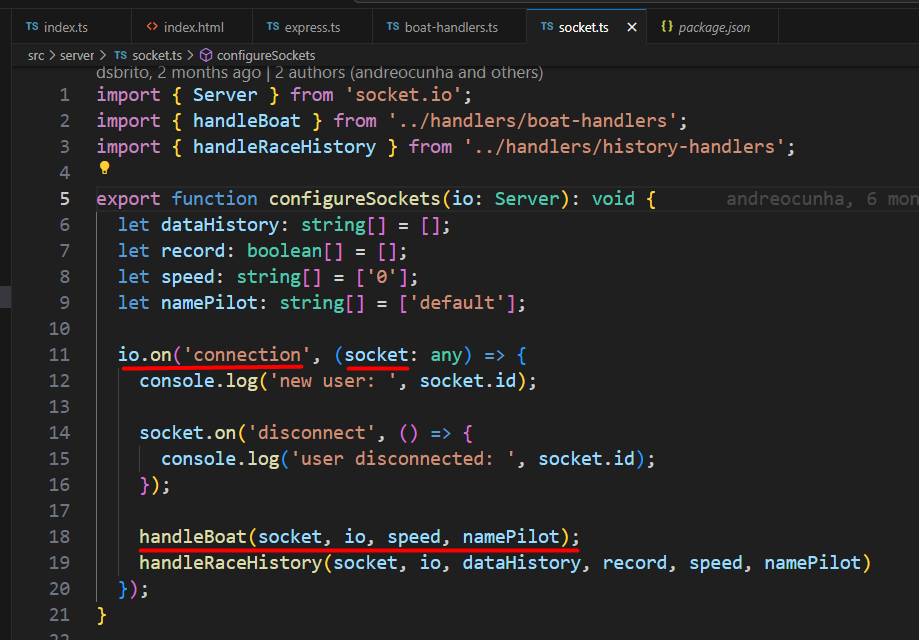 TS index.ts <> index.html TS express.ts TS boat-handlers.ts TS socket.ts × {} package.json
src > server > TS socket.ts > configureSockets
dsbrito, 2 months ago | 2 authors (andreocunha and others)
1 import { Server } from 'socket.io';
2 import { handleBoat } from '../handlers/boat-handlers';
3 import { handleRaceHistory } from '../handlers/history-handlers';
4
5 export function configureSockets(io: Server): void { andreocunha, 6
6 let dataHistory: string[] = [];
7 let record: boolean[] = [];
8 let speed: string[] = ['0'];
9 let namePilot: string[] = ['default'];
10
11 io.on('connection', (socket: any) => {
12 console.log('new user: ', socket.id);
13
14 socket.on('disconnect', () => {
15 console.log('user disconnected: ', socket.id);
16 });
17
18 handleBoat(socket, io, speed, namePilot);
19 handleRaceHistory(socket, io, dataHistory, record, speed, namePilot)
20 });
21 }
22